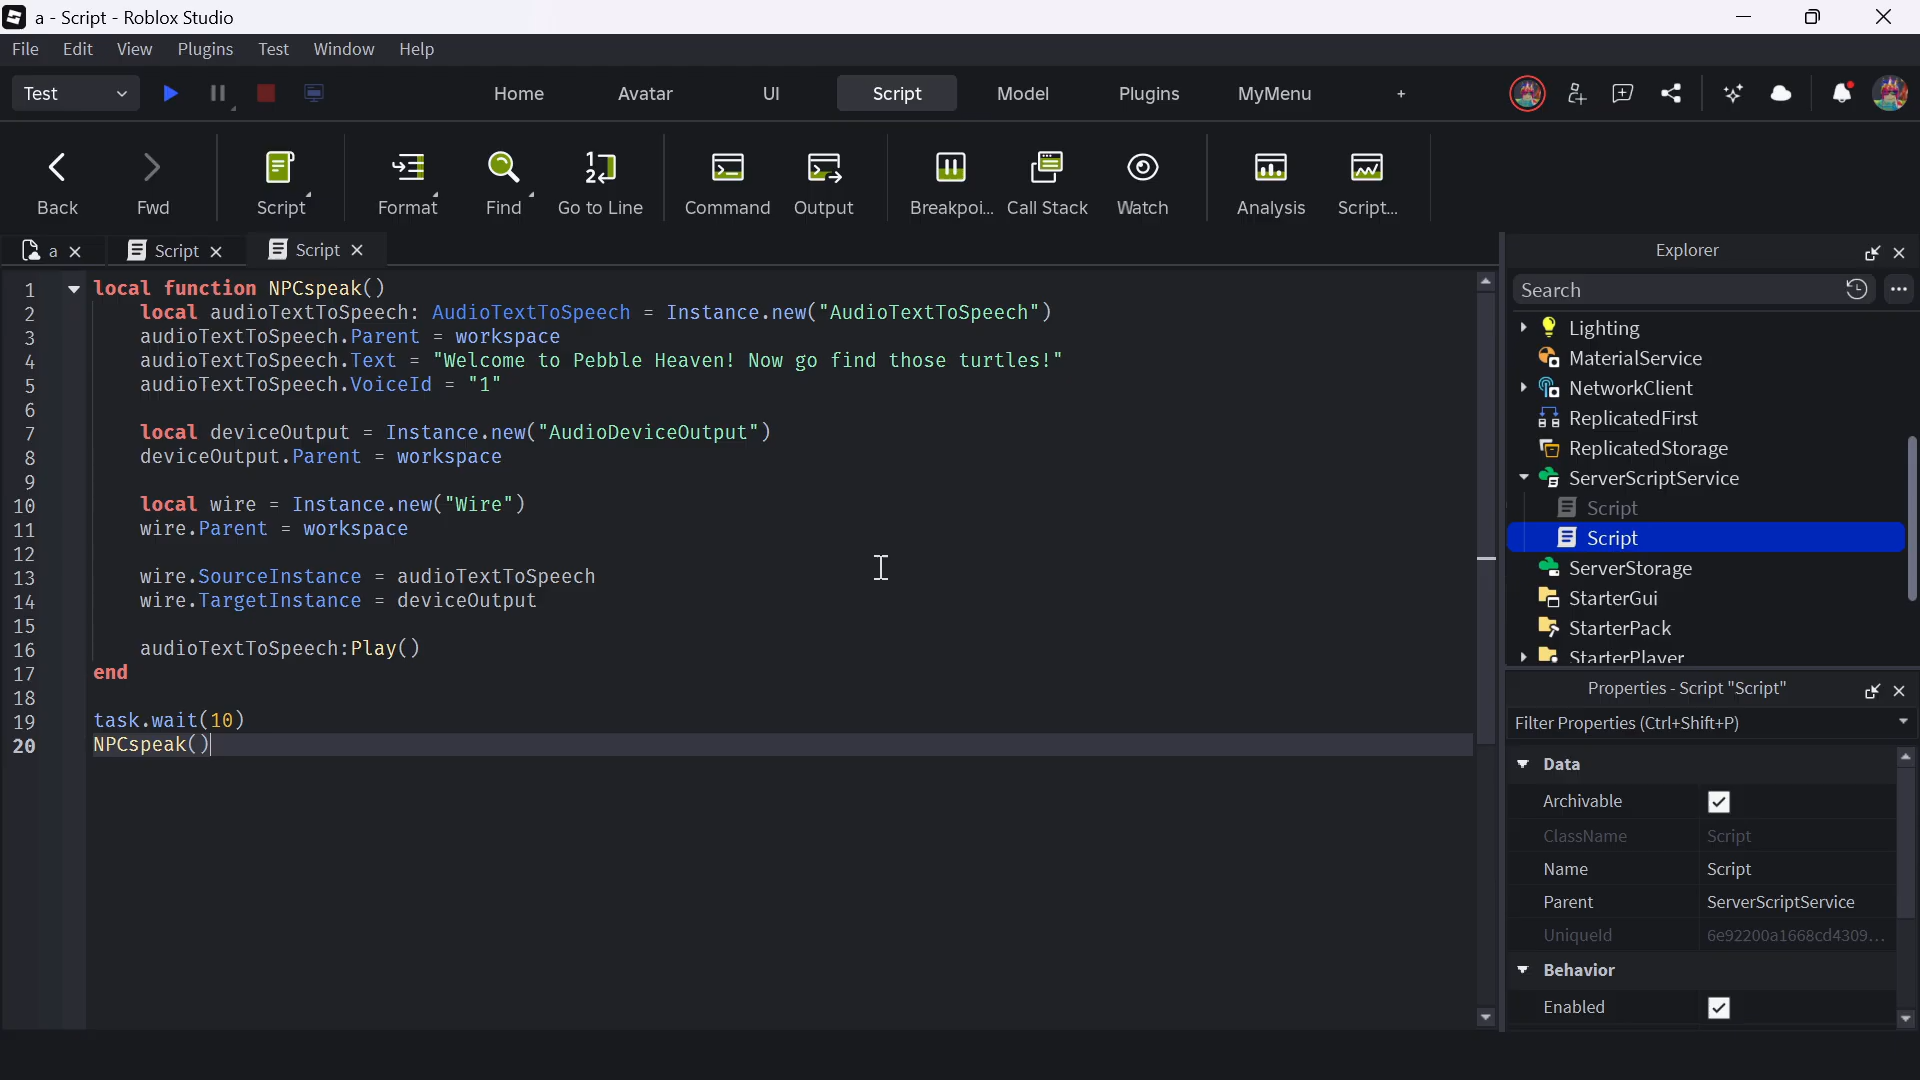 a - Script - Roblox Studio
File Edit View Plugins Test Window Help
Test Home Avatar UI Script Model Plugins MyMenu +
Back Fwd Script Format Find Go to Line Command Output Breakpoi... Call Stack Watch Analysis Script...
a Script Script
1 local function NPCspeak()
2 local audioTextToSpeech: AudioTextToSpeech = Instance.new("AudioTextToSpeech")
3 audioTextToSpeech.Parent = workspace
4 audioTextToSpeech.Text = "Welcome to Pebble Heaven! Now go find those turtles!"
5 audioTextToSpeech.VoiceId = "1"
6
7 local deviceOutput = Instance.new("AudioDeviceOutput")
8 deviceOutput.Parent = workspace
9
10 local wire = Instance.new("Wire")
11 wire.Parent = workspace
12
13 wire.SourceInstance = audioTextToSpeech
14 wire.TargetInstance = deviceOutput
15
16 audioTextToSpeech:Play()
17 end
18
19 task.wait(10)
20 NPCspeak()
Explorer
Search
Lighting
MaterialService
NetworkClient
ReplicatedFirst
ReplicatedStorage
ServerScriptService
Script
Script
ServerStorage
StarterGui
StarterPack
StarterPlayer
Properties - Script "Script"
Filter Properties (Ctrl+Shift+P)
Data
Archivable
ClassName Script
Name Script
Parent ServerScriptService
UniqueId 6e92200a1668cd4309...
Behavior
Enabled